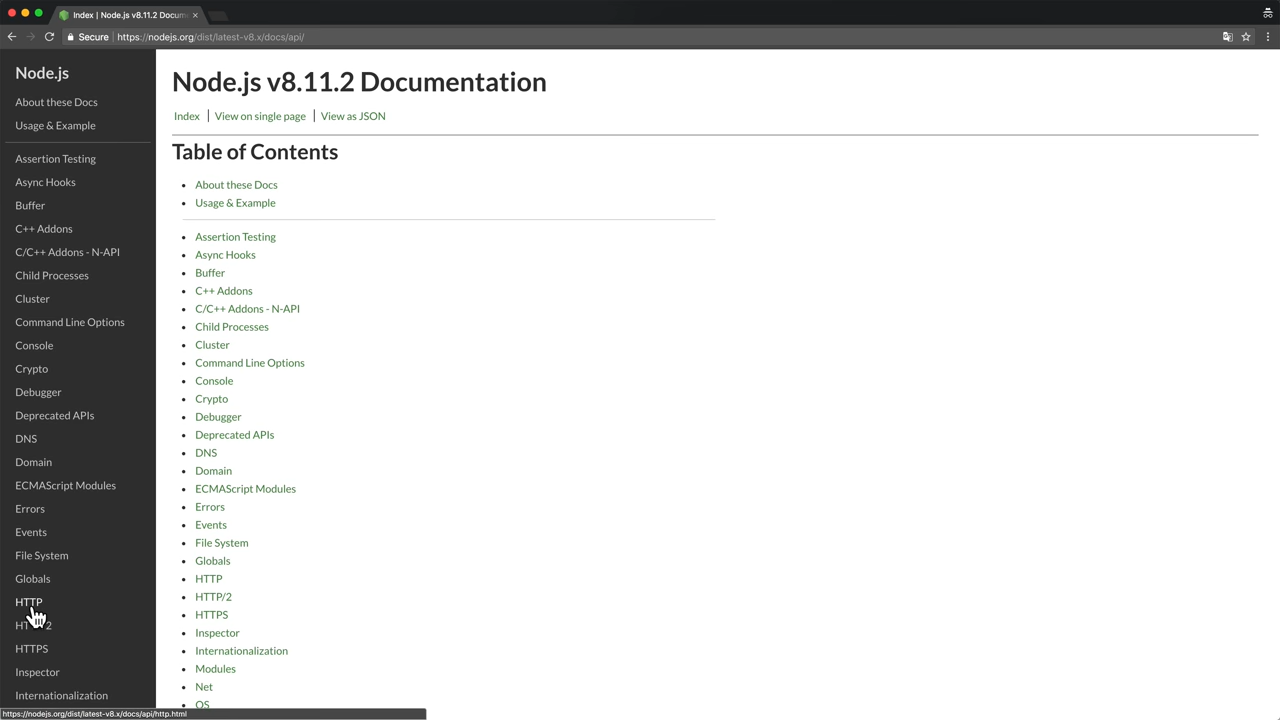 Index | Node.js v8.11.2 Docum
Secure | https://nodejs.org/dist/latest-v8.x/docs/api/
Node.js
About these Docs
Usage & Example
Assertion Testing
Async Hooks
Buffer
C++ Addons
C/C++ Addons - N-API
Child Processes
Cluster
Command Line Options
Console
Crypto
Debugger
Deprecated APIs
DNS
Domain
ECMAScript Modules
Errors
Events
File System
Globals
HTTP
HTTPS
Inspector
Internationalization
https://nodejs.org/dist/latest-v8.x/docs/api/http.html
Node.js v8.11.2 Documentation
Index | View on single page | View as JSON
Table of Contents
About these Docs
Usage & Example
Assertion Testing
Async Hooks
Buffer
C++ Addons
C/C++ Addons - N-API
Child Processes
Cluster
Command Line Options
Console
Crypto
Debugger
Deprecated APIs
DNS
Domain
ECMAScript Modules
Errors
Events
File System
Globals
HTTP
HTTP/2
HTTPS
Inspector
Internationalization
Modules
Net
OS